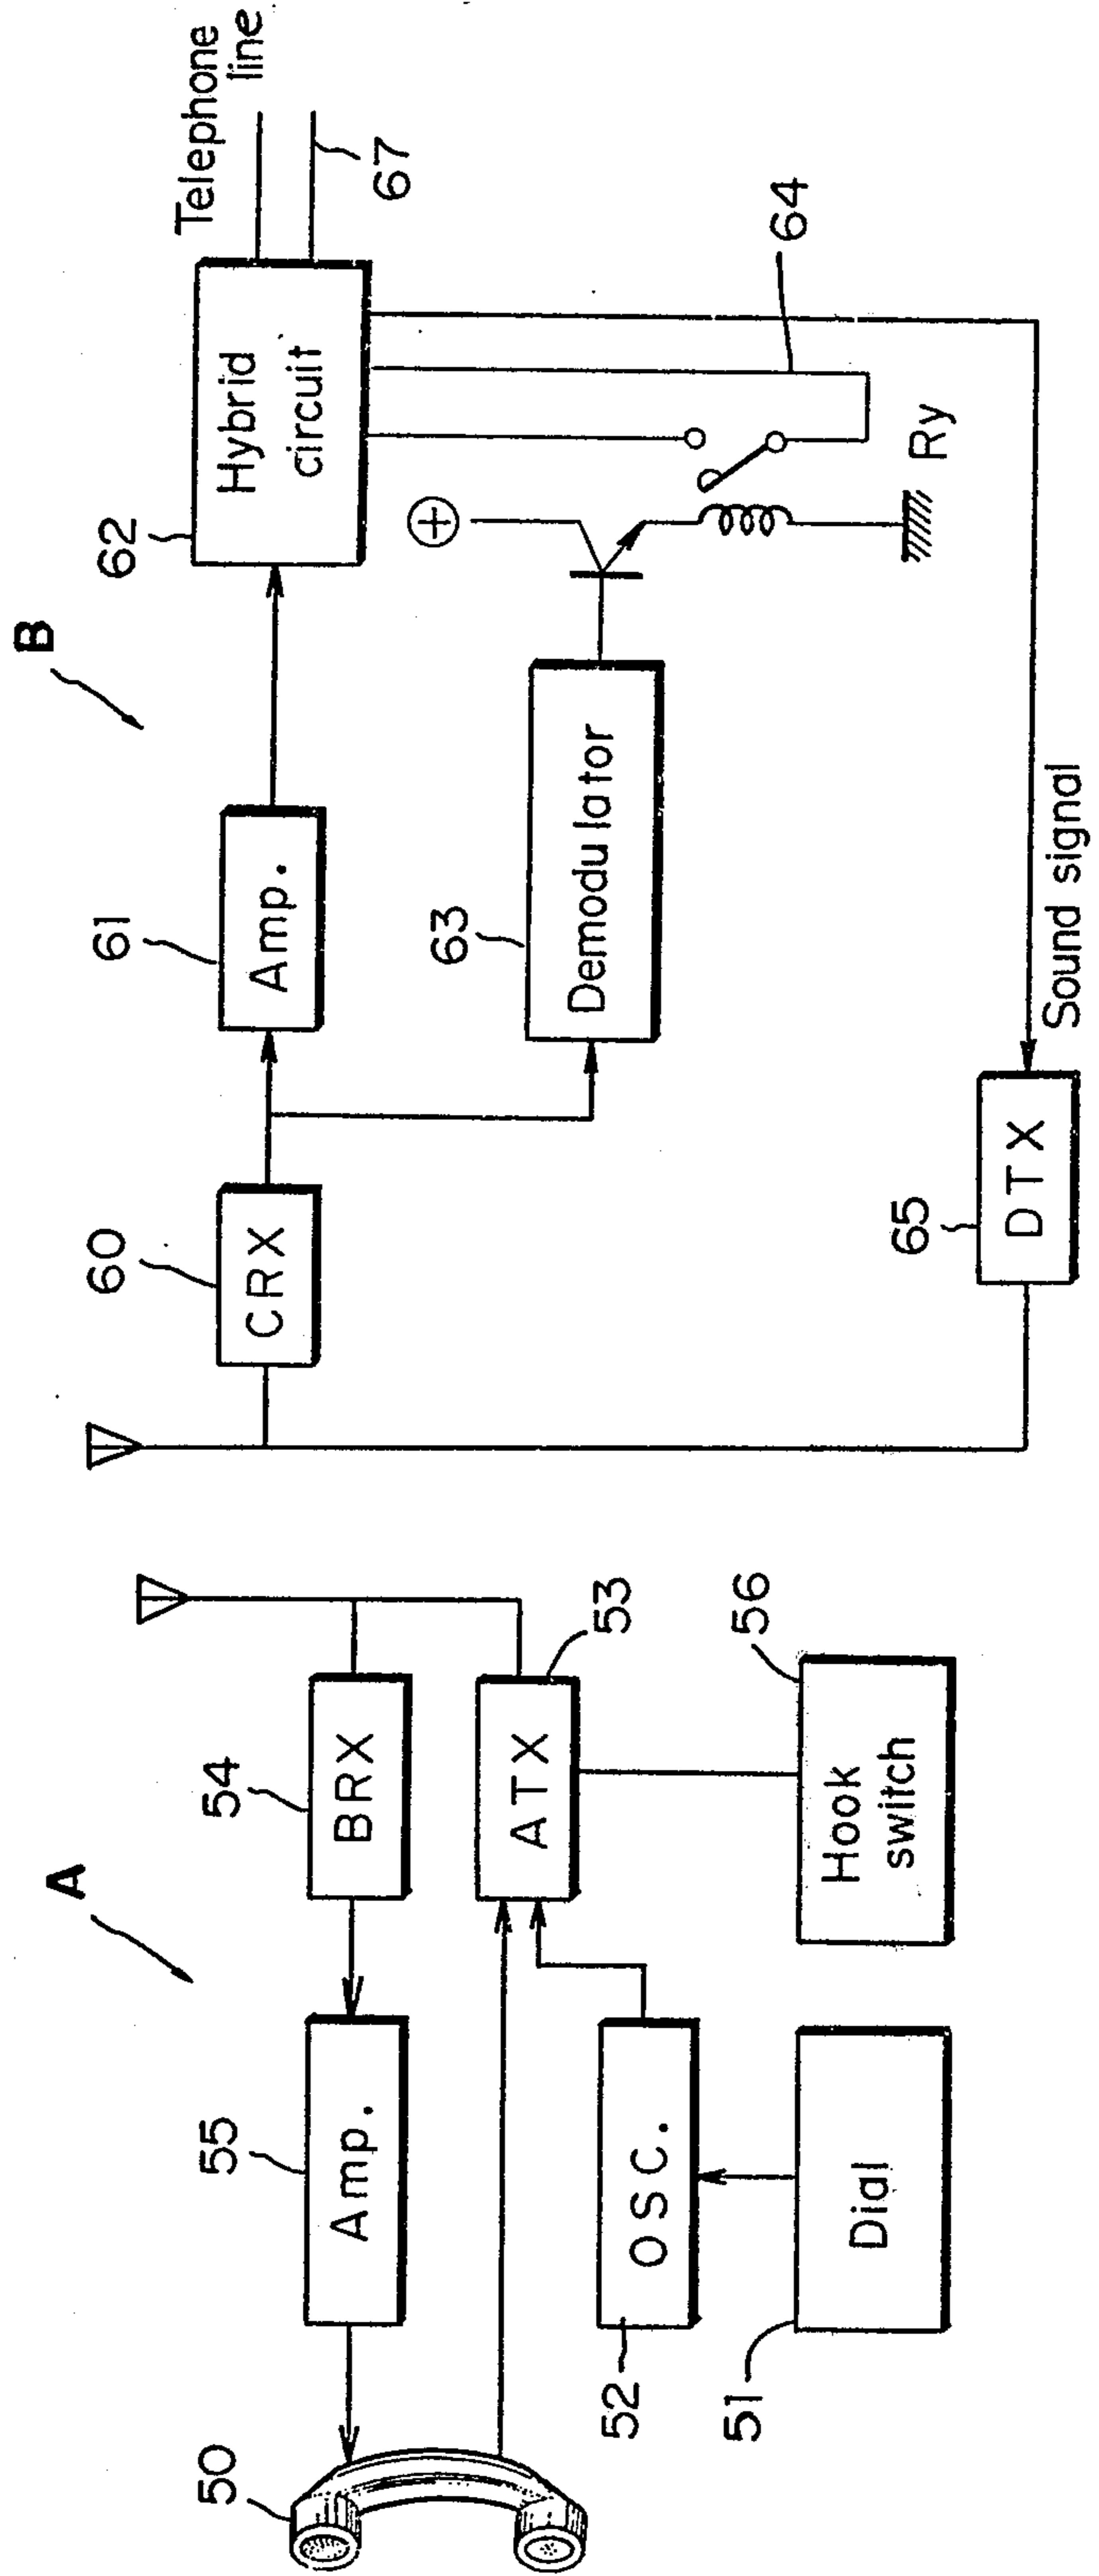 A
50
55
Amp.
54
BRX
ATX
53
52
OSC.
51
Dial
56
Hook
switch
B
60
CRX
61
Amp.
62
Hybrid
circuit
Telephone
line
67
63
Demodulator
+
64
Ry
65
DTX
Sound signal